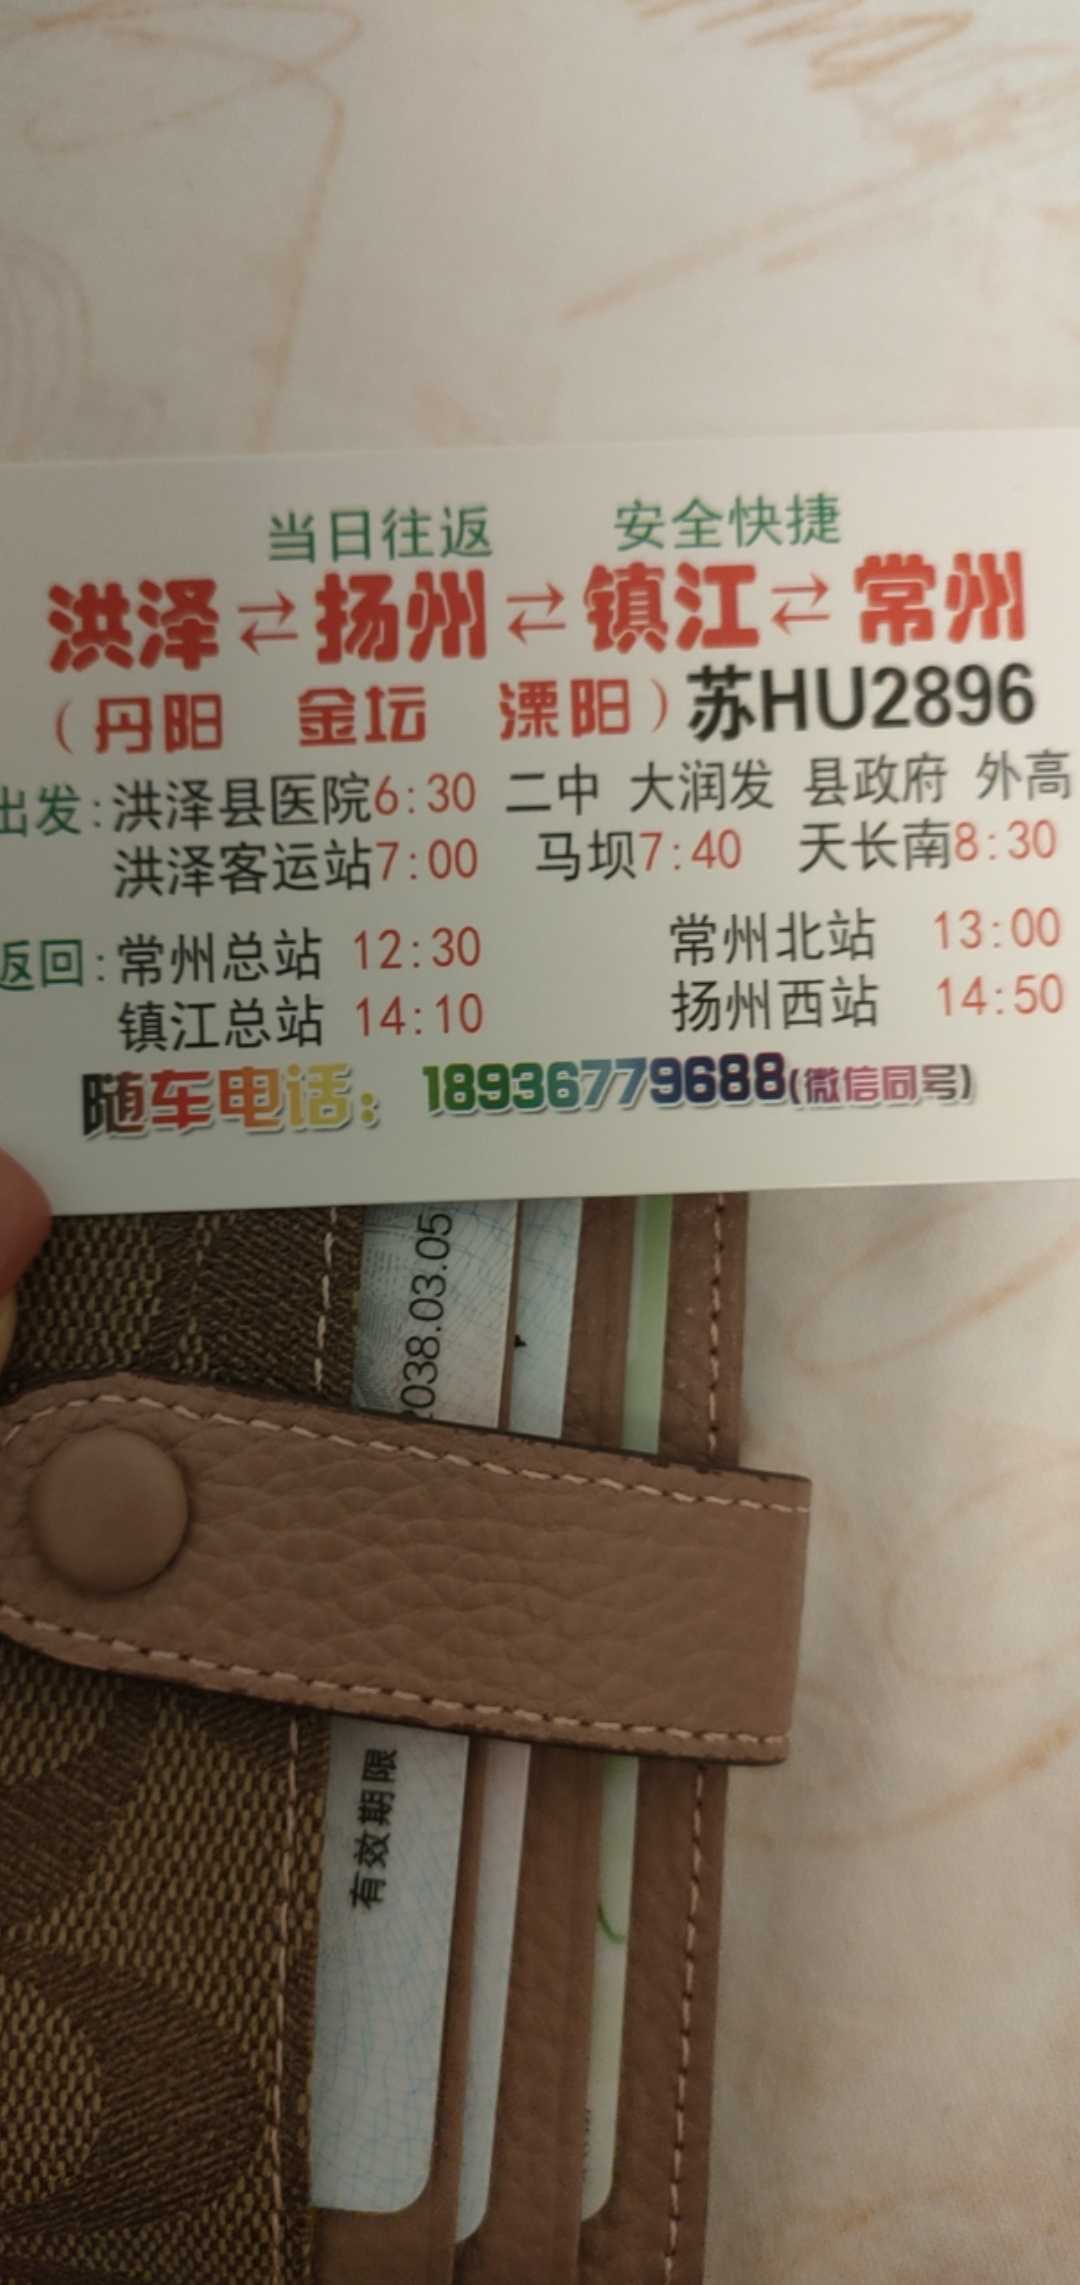 当日往返 安全快捷
洪泽⇄扬州⇄镇江⇄常州
（丹阳 金坛 溧阳）苏HU2896
出发:洪泽县医院6:30 二中 大润发 县政府 外高
洪泽客运站7:00 马坝7:40 天长南8:30
返回:常州总站 12:30 常州北站 13:00
镇江总站 14:10 扬州西站 14:50
随车电话：18936779688(微信同号)
2038.03.05
有效期限